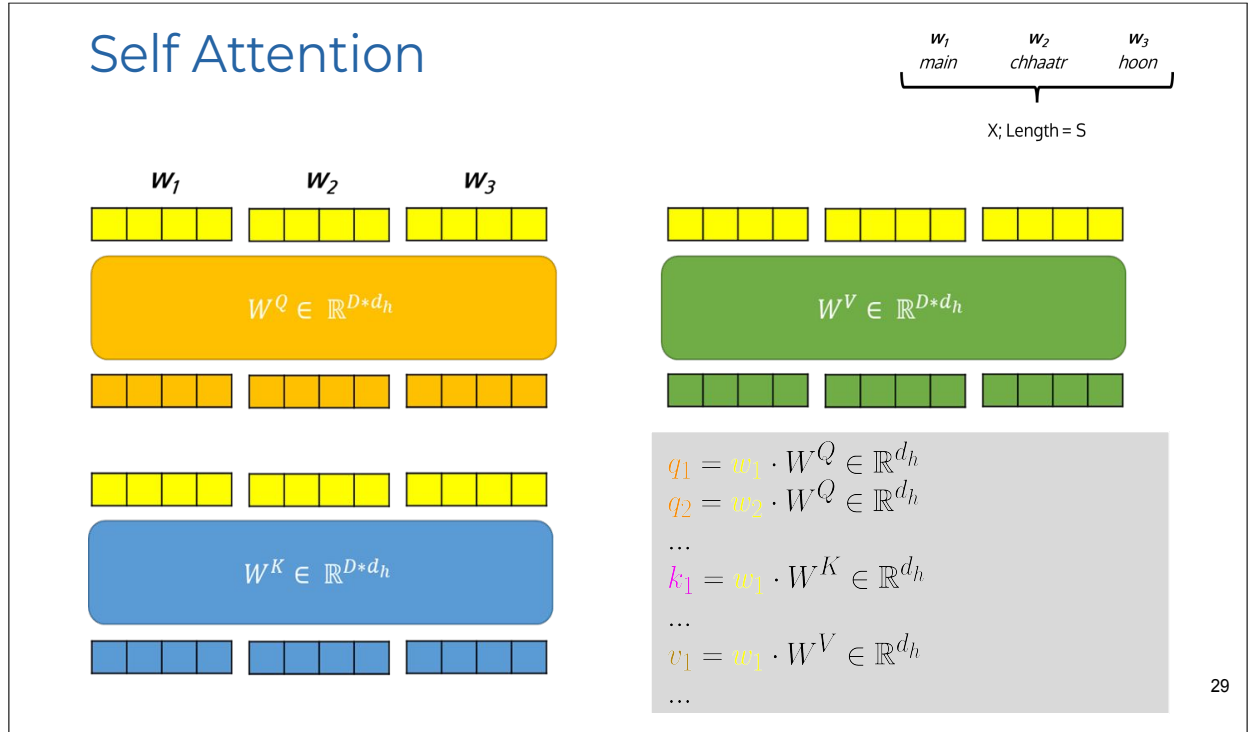 Self Attention
w₁ w₂ w₃
main chhaatr hoon
X; Length = S
w₁ w₂ w₃
W^Q ∈ ℝ^{D*d_h}
W^V ∈ ℝ^{D*d_h}
W^K ∈ ℝ^{D*d_h}
q₁ = w₁ · W^Q ∈ ℝ^{d_h}
q₂ = w₂ · W^Q ∈ ℝ^{d_h}
...
k₁ = w₁ · W^K ∈ ℝ^{d_h}
...
v₁ = w₁ · W^V ∈ ℝ^{d_h}
...
29